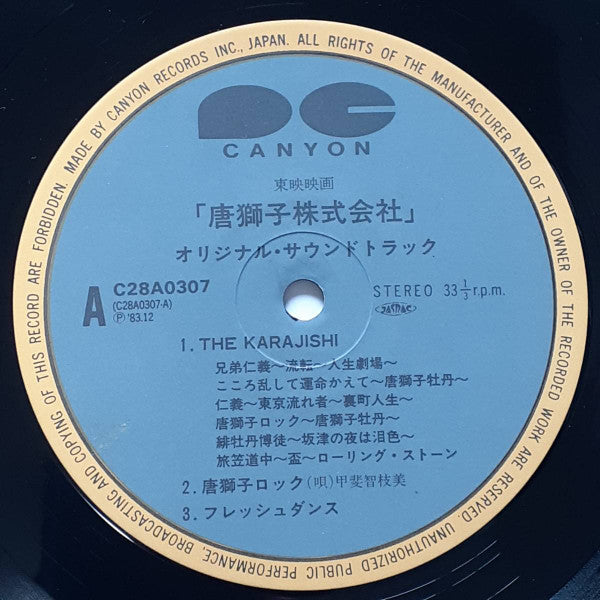 MADE BY CANYON RECORDS INC., JAPAN. ALL RIGHTS OF THE MANUFACTURER AND OF THE OWNER OF THE RECORDED WORK ARE RESERVED. UNAUTHORIZED PUBLIC PERFORMANCE, BROADCASTING AND COPYING OF THIS RECORD ARE FORBIDDEN.
CANYON
東映映画
「唐獅子株式会社」
オリジナル・サウンドトラック
A C28A0307
(C28A0307-A)
Ⓟ '83.12
STEREO 33 1/3 r.p.m.
JASRAC
1. THE KARAJISHI
兄弟仁義〜流転〜人生劇場〜
こころ乱して運命かえて〜唐獅子牡丹〜
仁義〜東京流れ者〜裏町人生〜
唐獅子ロック〜唐獅子牡丹〜
緋牡丹博徒〜坂津の夜は泪色〜
旅笠道中〜盃〜ローリング・ストーン
2. 唐獅子ロック(唄)甲斐智枝美
3. フレッシュダンス